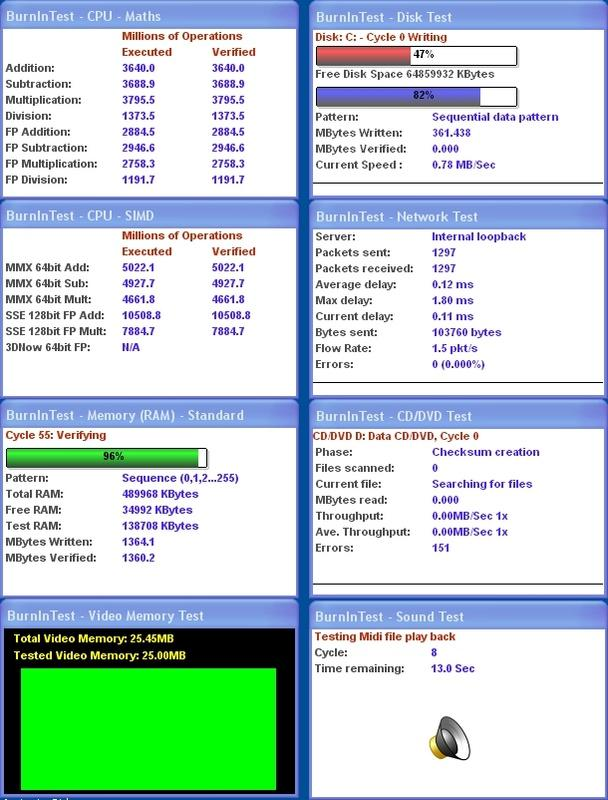 BurnInTest - CPU - Maths
Millions of Operations
Executed Verified
Addition: 3640.0 3640.0
Subtraction: 3688.9 3688.9
Multiplication: 3795.5 3795.5
Division: 1373.5 1373.5
FP Addition: 2884.5 2884.5
FP Subtraction: 2946.6 2946.6
FP Multiplication: 2758.3 2758.3
FP Division: 1191.7 1191.7
BurnInTest - Disk Test
Disk: C: - Cycle 0 Writing
47%
Free Disk Space 64859932 KBytes
82%
Pattern: Sequential data pattern
MBytes Written: 361.438
MBytes Verified: 0.000
Current Speed : 0.78 MB/Sec
BurnInTest - CPU - SIMD
Millions of Operations
Executed Verified
MMX 64bit Add: 5022.1 5022.1
MMX 64bit Sub: 4927.7 4927.7
MMX 64bit Mult: 4661.8 4661.8
SSE 128bit FP Add: 10508.8 10508.8
SSE 128bit FP Mult: 7884.7 7884.7
3DNow 64bit FP: N/A
BurnInTest - Network Test
Server: Internal loopback
Packets sent: 1297
Packets received: 1297
Average delay: 0.12 ms
Max delay: 1.80 ms
Current delay: 0.11 ms
Bytes sent: 103760 bytes
Flow Rate: 1.5 pkt/s
Errors: 0 (0.000%)
BurnInTest - Memory (RAM) - Standard
Cycle 55: Verifying
96%
Pattern: Sequence (0,1,2...255)
Total RAM: 489968 KBytes
Free RAM: 34992 KBytes
Test RAM: 138708 KBytes
MBytes Written: 1364.1
MBytes Verified: 1360.2
BurnInTest - CD/DVD Test
CD/DVD D: Data CD/DVD, Cycle 0
Phase: Checksum creation
Files scanned: 0
Current file: Searching for files
MBytes read: 0.000
Throughput: 0.00MB/Sec 1x
Ave. Throughput: 0.00MB/Sec 1x
Errors: 151
BurnInTest - Video Memory Test
Total Video Memory: 25.45MB
Tested Video Memory: 25.00MB
BurnInTest - Sound Test
Testing Midi file play back
Cycle: 8
Time remaining: 13.0 Sec